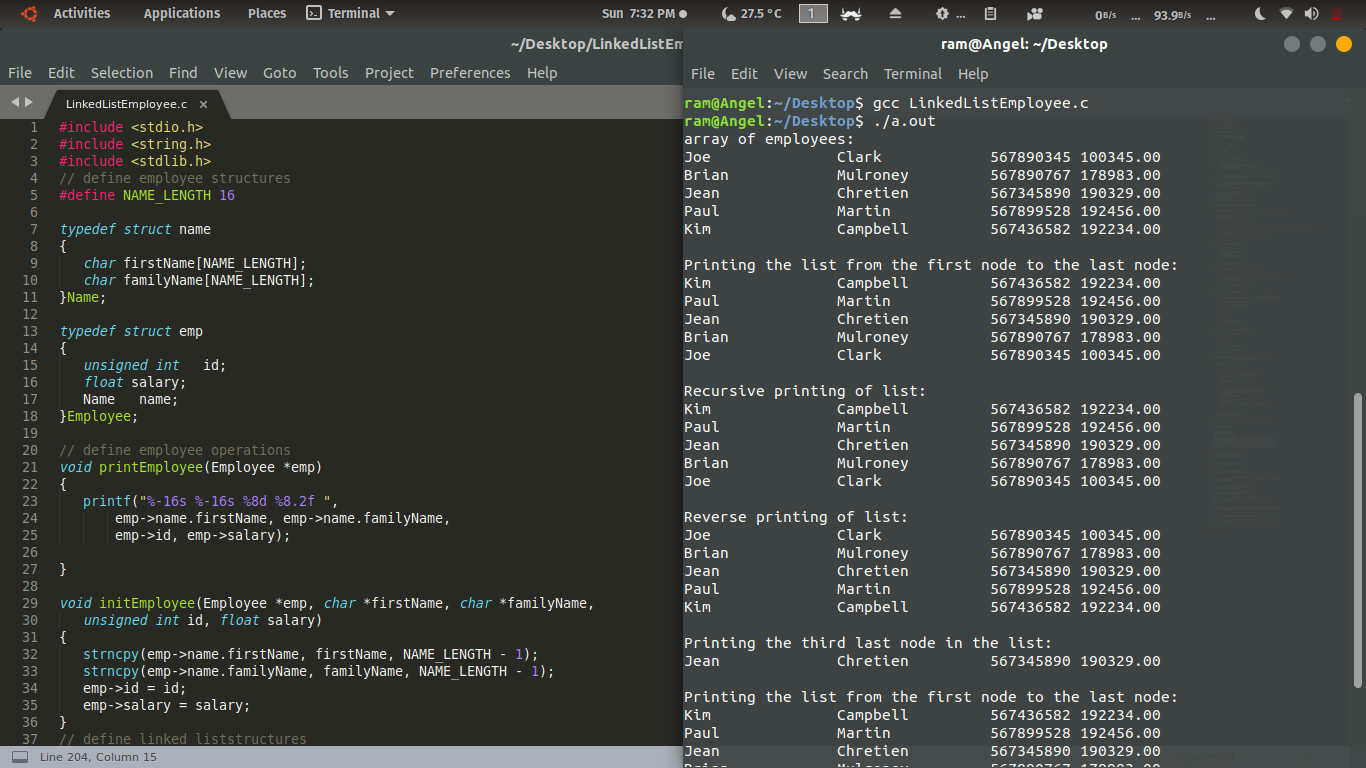 Activities Applications Places Terminal Sun 7:32 PM 27.5 °C 1 ... 0B/s ... 93.9B/s ...
~/Desktop/LinkedListEm
File Edit Selection Find View Goto Tools Project Preferences Help
LinkedListEmployee.c ×
1 #include <stdio.h>
2 #include <string.h>
3 #include <stdlib.h>
4 // define employee structures
5 #define NAME_LENGTH 16
6
7 typedef struct name
8 {
9 char firstName[NAME_LENGTH];
10 char familyName[NAME_LENGTH];
11 }Name;
12
13 typedef struct emp
14 {
15 unsigned int id;
16 float salary;
17 Name name;
18 }Employee;
19
20 // define employee operations
21 void printEmployee(Employee *emp)
22 {
23 printf("%-16s %-16s %8d %8.2f ",
24 emp->name.firstName, emp->name.familyName,
25 emp->id, emp->salary);
26
27 }
28
29 void initEmployee(Employee *emp, char *firstName, char *familyName,
30 unsigned int id, float salary)
31 {
32 strncpy(emp->name.firstName, firstName, NAME_LENGTH - 1);
33 strncpy(emp->name.familyName, familyName, NAME_LENGTH - 1);
34 emp->id = id;
35 emp->salary = salary;
36 }
37 // define linked liststructures
Line 204, Column 15
ram@Angel: ~/Desktop
File Edit View Search Terminal Help
ram@Angel:~/Desktop$ gcc LinkedListEmployee.c
ram@Angel:~/Desktop$ ./a.out
array of employees:
Joe Clark 567890345 100345.00
Brian Mulroney 567890767 178983.00
Jean Chretien 567345890 190329.00
Paul Martin 567899528 192456.00
Kim Campbell 567436582 192234.00
Printing the list from the first node to the last node:
Kim Campbell 567436582 192234.00
Paul Martin 567899528 192456.00
Jean Chretien 567345890 190329.00
Brian Mulroney 567890767 178983.00
Joe Clark 567890345 100345.00
Recursive printing of list:
Kim Campbell 567436582 192234.00
Paul Martin 567899528 192456.00
Jean Chretien 567345890 190329.00
Brian Mulroney 567890767 178983.00
Joe Clark 567890345 100345.00
Reverse printing of list:
Joe Clark 567890345 100345.00
Brian Mulroney 567890767 178983.00
Jean Chretien 567345890 190329.00
Paul Martin 567899528 192456.00
Kim Campbell 567436582 192234.00
Printing the third last node in the list:
Jean Chretien 567345890 190329.00
Printing the list from the first node to the last node:
Kim Campbell 567436582 192234.00
Paul Martin 567899528 192456.00
Jean Chretien 567345890 190329.00
Brian Mulroney 567890767 178983.00